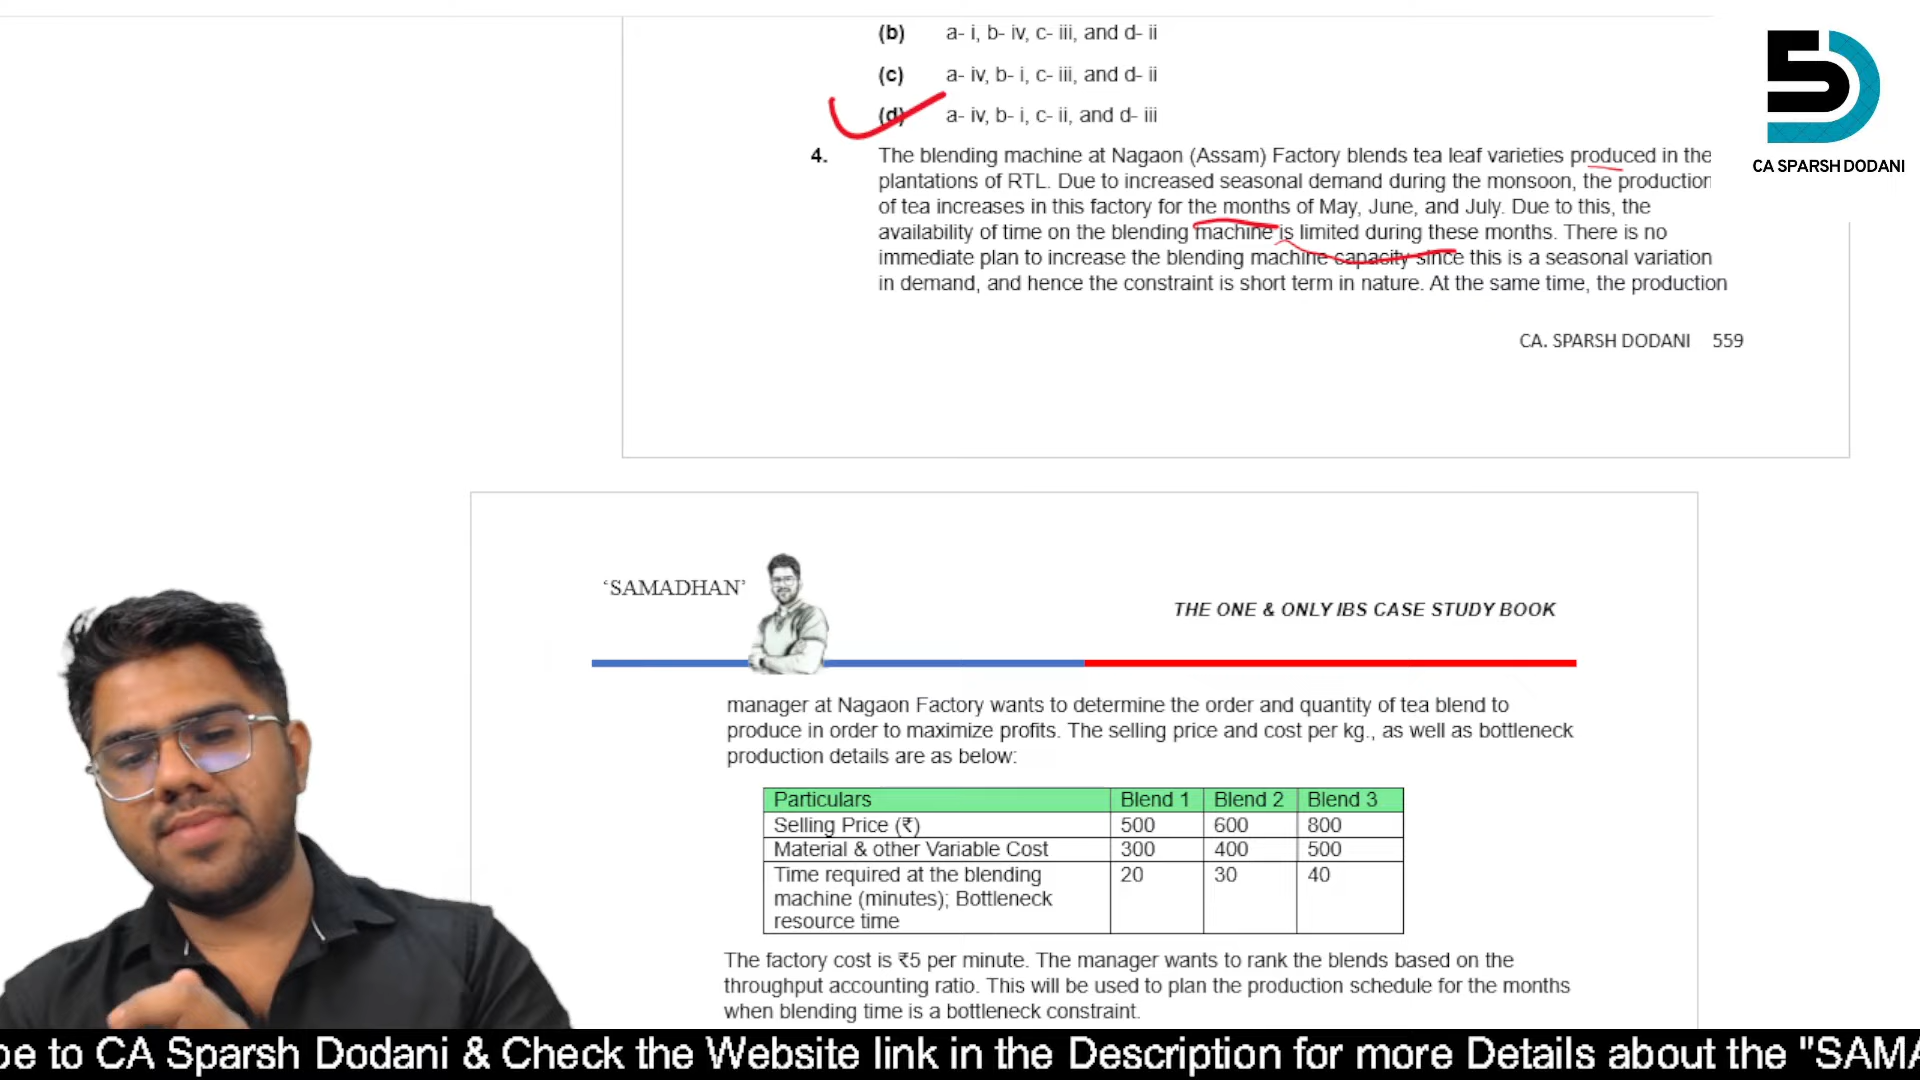 (b) a- i, b- iv, c- iii, and d- ii
(c) a- iv, b- i, c- iii, and d- ii
(d) a- iv, b- i, c- ii, and d- iii
CA SPARSH DODANI
4. The blending machine at Nagaon (Assam) Factory blends tea leaf varieties produced in the
plantations of RTL. Due to increased seasonal demand during the monsoon, the production
of tea increases in this factory for the months of May, June, and July. Due to this, the
availability of time on the blending machine is limited during these months. There is no
immediate plan to increase the blending machine capacity since this is a seasonal variation
in demand, and hence the constraint is short term in nature. At the same time, the production
CA. SPARSH DODANI 559
‘SAMADHAN’
THE ONE & ONLY IBS CASE STUDY BOOK
manager at Nagaon Factory wants to determine the order and quantity of tea blend to
produce in order to maximize profits. The selling price and cost per kg., as well as bottleneck
production details are as below:
Particulars Blend 1 Blend 2 Blend 3
Selling Price (₹) 500 600 800
Material & other Variable Cost 300 400 500
Time required at the blending 20 30 40
machine (minutes); Bottleneck
resource time
The factory cost is ₹5 per minute. The manager wants to rank the blends based on the
throughput accounting ratio. This will be used to plan the production schedule for the months
when blending time is a bottleneck constraint.
to CA Sparsh Dodani & Check the Website link in the Description for more Details about the